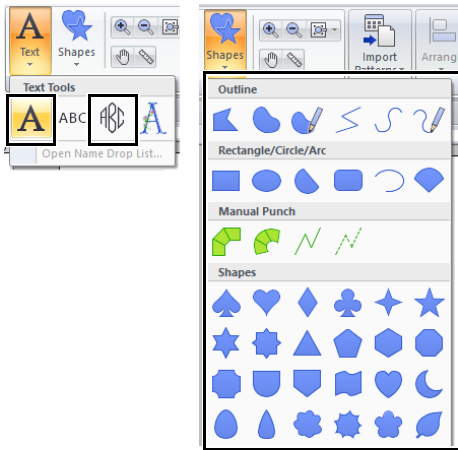 Text
Shapes
Text Tools
A
ABC
ABC
A
Open Name Drop List...
Shapes
Import
Patterns
Arrang
Outline
Rectangle/Circle/Arc
Manual Punch
Shapes